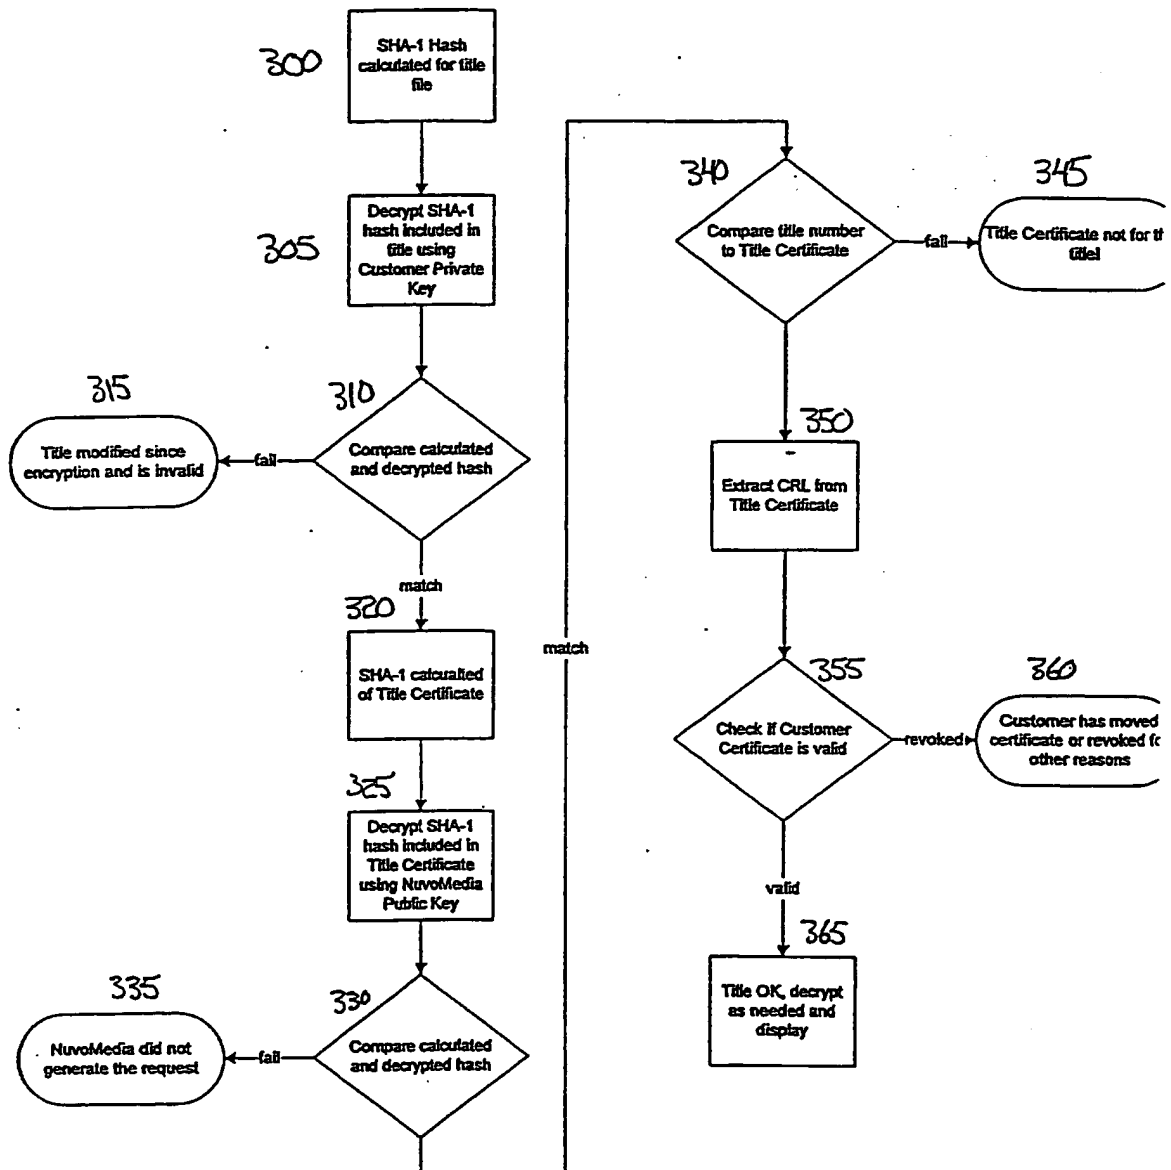 300
SHA-1 Hash
calculated for title
file
305
Decrypt SHA-1
hash included in
title using
Customer Private
Key
310
Compare calculated
and decrypted hash
fail
315
Title modified since
encryption and is invalid
match
320
SHA-1 calcualted
of Title Certificate
325
Decrypt SHA-1
hash included in
Title Certificate
using NuvoMedia
Public Key
330
Compare calculated
and decrypted hash
fail
335
NuvoMedia did not
generate the request
match
340
Compare title number
to Title Certificate
fail
345
Title Certificate not for th
title!
350
Extract CRL from
Title Certificate
355
Check if Customer
Certificate is valid
revoked
360
Customer has moved
certificate or revoked fo
other reasons
valid
365
Title OK, decrypt
as needed and
display